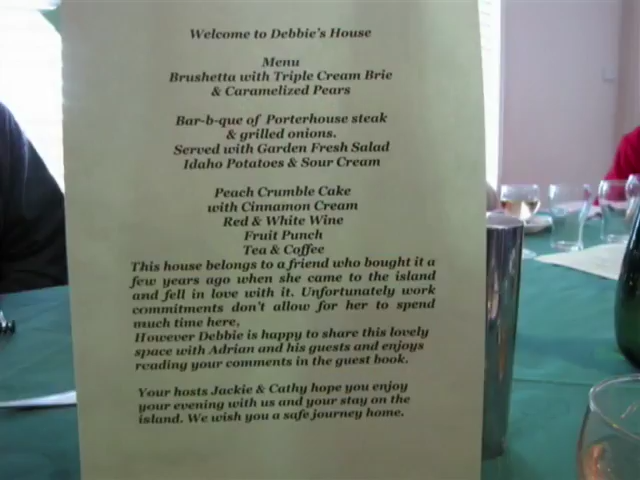 Welcome to Debbie's House
Menu
Brushetta with Triple Cream Brie
& Caramelized Pears
Bar-b-que of Porterhouse steak
& grilled onions.
Served with Garden Fresh Salad
Idaho Potatoes & Sour Cream
Peach Crumble Cake
with Cinnamon Cream
Red & White Wine
Fruit Punch
Tea & Coffee
This house belongs to a friend who bought it a
few years ago when she came to the island
and fell in love with it. Unfortunately work
commitments don't allow for her to spend
much time here,
However Debbie is happy to share this lovely
space with Adrian and his guests and enjoys
reading your comments in the guest book.
Your hosts Jackie & Cathy hope you enjoy
your evening with us and your stay on the
island. We wish you a safe journey home.